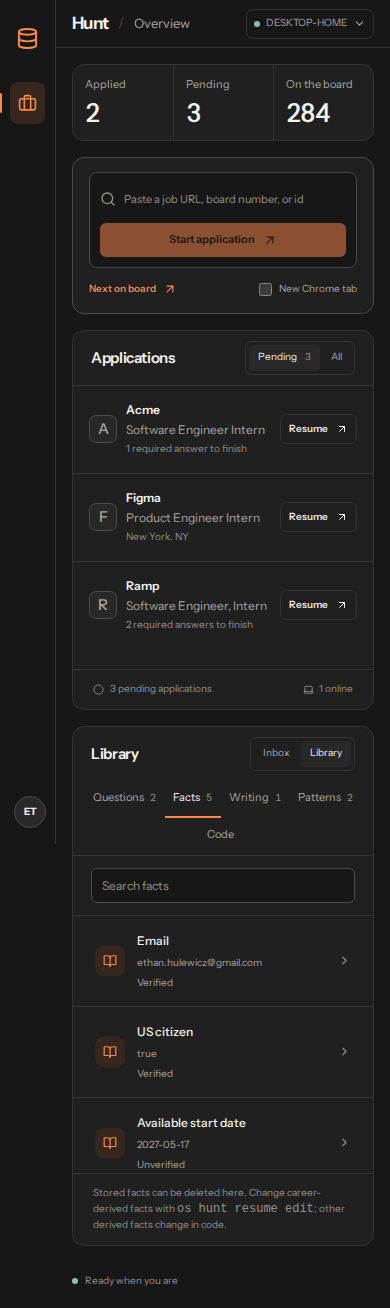 Hunt / Overview DESKTOP-HOME
Applied Pending On the board
2 3 284
Paste a job URL, board number, or id
Start application
Next on board New Chrome tab
Applications Pending 3 All
A Acme
Software Engineer Intern Resume
1 required answer to finish
F Figma
Product Engineer Intern Resume
New York, NY
R Ramp
Software Engineer, Intern Resume
2 required answers to finish
3 pending applications 1 online
Library Inbox Library
Questions 2 Facts 5 Writing 1 Patterns 2
Code
ET
Search facts
Email
ethan.hulewicz@gmail.com
Verified
US citizen
true
Verified
Available start date
2027-05-17
Unverified
Stored facts can be deleted here. Change career-
derived facts with os hunt resume edit; other
derived facts change in code.
Ready when you are